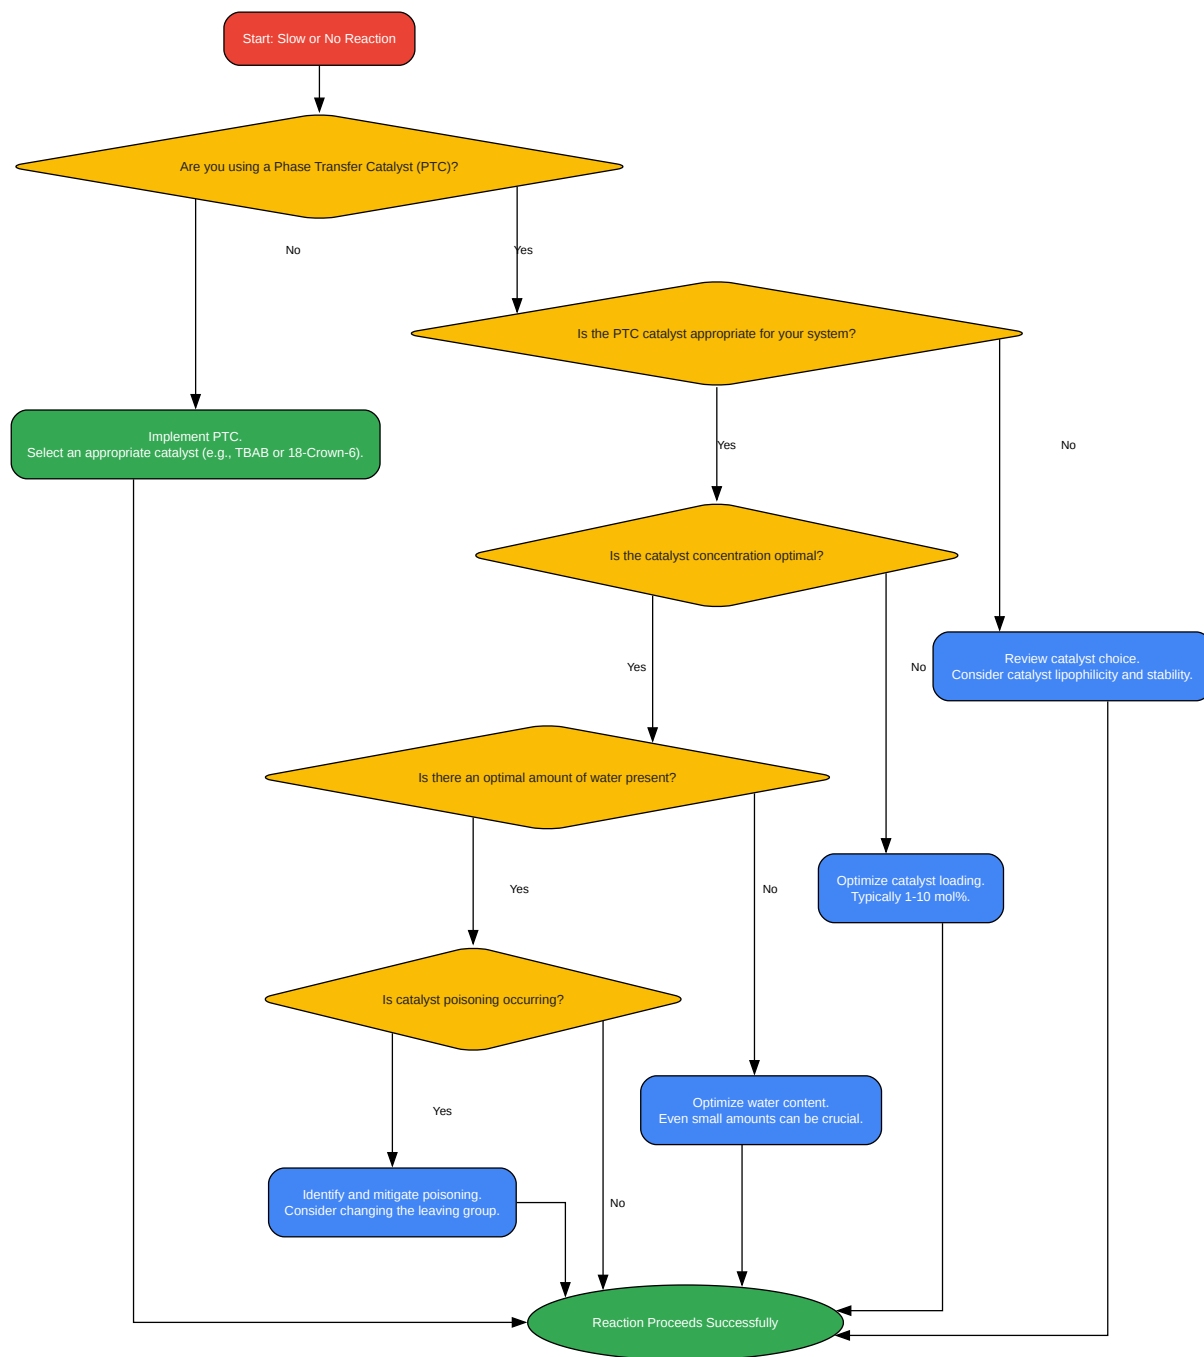 Start: Slow or No Reaction
Are you using a Phase Transfer Catalyst (PTC)?
No
Yes
Is the PTC catalyst appropriate for your system?
Implement PTC.
Select an appropriate catalyst (e.g., TBAB or 18-Crown-6).
Yes
No
Is the catalyst concentration optimal?
Yes
No
Review catalyst choice.
Consider catalyst lipophilicity and stability.
Is there an optimal amount of water present?
Yes
No
Optimize catalyst loading.
Typically 1-10 mol%.
Is catalyst poisoning occurring?
Yes
Optimize water content.
Even small amounts can be crucial.
Identify and mitigate poisoning.
Consider changing the leaving group.
No
Reaction Proceeds Successfully